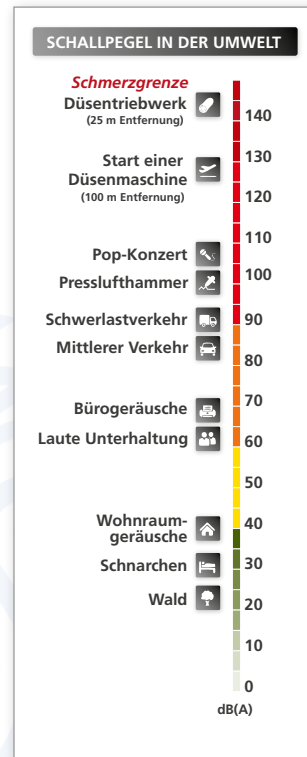 SCHALLPEGEL IN DER UMWELT
Schmerzgrenze
Düsentriebwerk
(25 m Entfernung)
140
Start einer
Düsenmaschine
(100 m Entfernung)
130
120
110
Pop-Konzert
100
Presslufthammer
Schwerlastverkehr
90
Mittlerer Verkehr
80
70
Bürogeräusche
Laute Unterhaltung
60
50
40
Wohnraum-
geräusche
Schnarchen
30
Wald
20
10
0
dB(A)